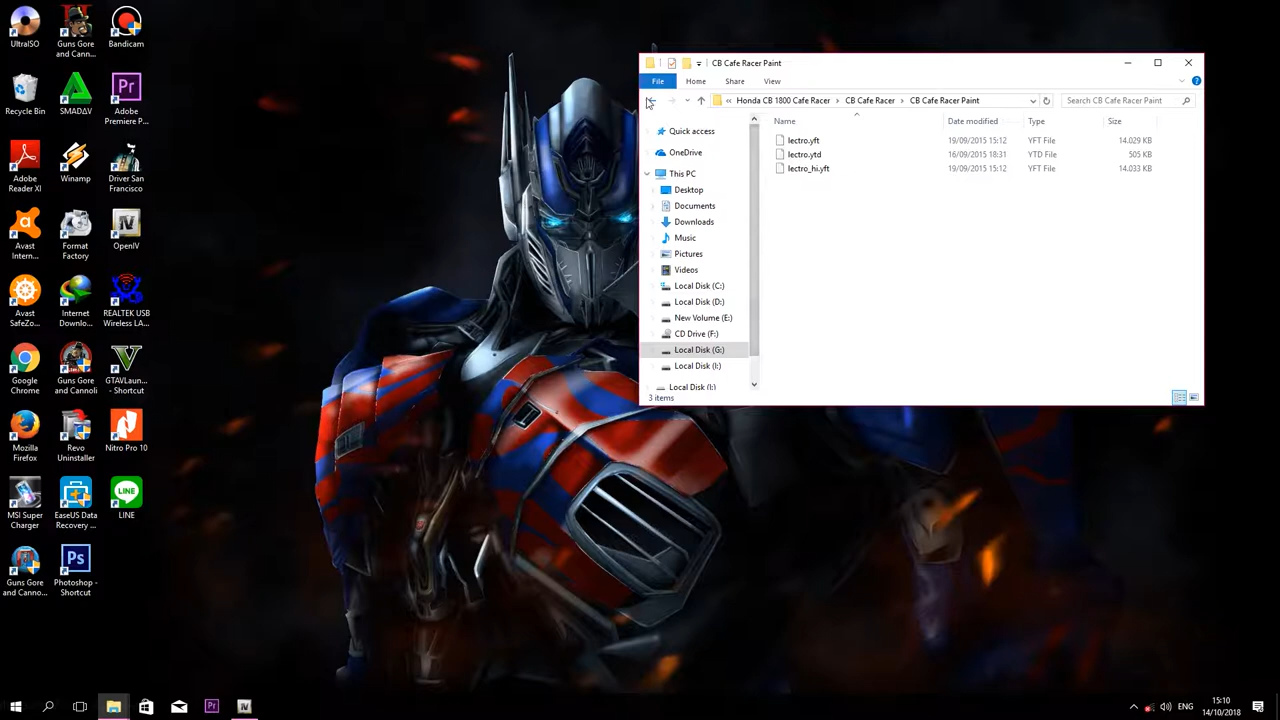 UltraISO
Guns Gore
and Cann...
Bandicam
Recycle Bin
SMADΔV
Adobe
Premiere P...
Adobe
Reader XI
Winamp
Driver San
Francisco
Avast
Intern...
Format
Factory
OpenIV
Avast
SafeZo...
Internet
Downlo...
REALTEK USB
Wireless LA...
Google
Chrome
Guns Gore
and Cannoli
GTAVLaun...
- Shortcut
Mozilla
Firefox
Revo
Uninstaller
Nitro Pro 10
MSI Super
Charger
EaseUS Data
Recovery ...
LINE
Guns Gore
and Canno...
Photoshop -
Shortcut
CB Cafe Racer Paint
File Home Share View
« Honda CB 1800 Cafe Racer › CB Cafe Racer › CB Cafe Racer Paint
Search CB Cafe Racer Paint
Quick access
OneDrive
This PC
Desktop
Documents
Downloads
Music
Pictures
Videos
Local Disk (C:)
Local Disk (D:)
New Volume (E:)
CD Drive (F:)
Local Disk (G:)
Local Disk (I:)
Local Disk (I:)
Name Date modified Type Size
lectro.yft 19/09/2015 15:12 YFT File 14.029 KB
lectro.ytd 16/09/2015 18:31 YTD File 505 KB
lectro_hi.yft 19/09/2015 15:12 YFT File 14.033 KB
3 items
ENG
15:10
14/10/2018